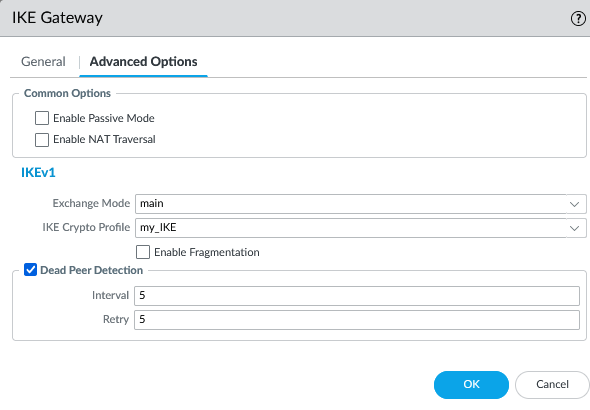 IKE Gateway
?
General
Advanced Options
Common Options
Enable Passive Mode
Enable NAT Traversal
IKEv1
Exchange Mode main
IKE Crypto Profile my_IKE
Enable Fragmentation
Dead Peer Detection
Interval 5
Retry 5
OK
Cancel